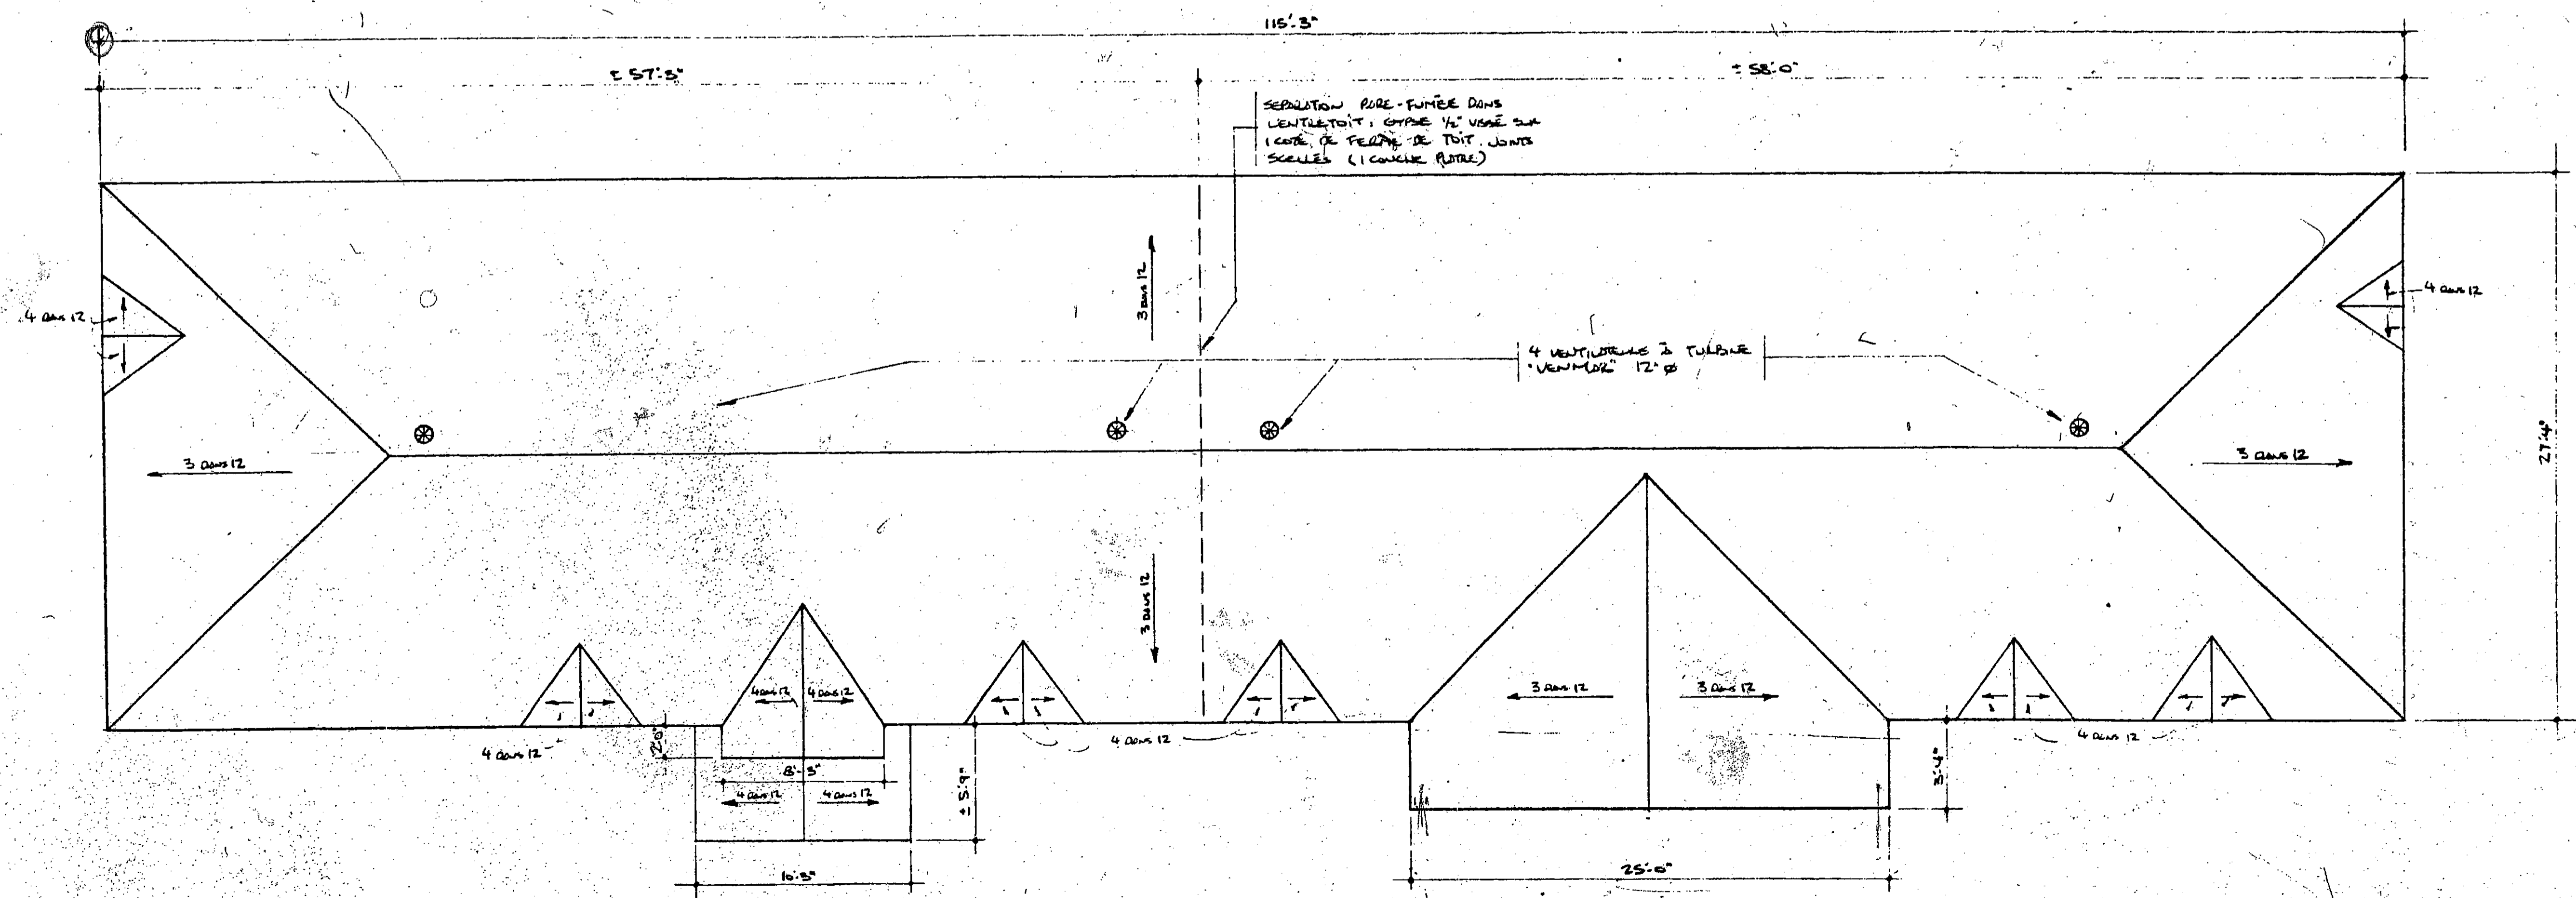 115'-3"
± 57'-3"
± 58'-0"
SEPARATION PARE-FUMÉE DANS
L'ENTRETOIT, GYPSE 1/2" VISSÉ SUR
1 COTÉ DE FERME DE TOIT JOINTS
SCELLÉS (1 COUCHE PLATRE)
3 DANS 12
4 DANS 12
4 DANS 12
4 VENTILATEURS À TURBINE
"VENMAR" 12" Ø
27'-4"
3 DANS 12
3 DANS 12
3 DANS 12
4 DANS 12
4 DANS 12
3 DANS 12
3 DANS 12
4 DANS 12
2'-0"
4 DANS 12
4 DANS 12
8'-3"
4 DANS 12
4 DANS 12
± 5'-9"
3'-4"
10'-3"
25'-0"